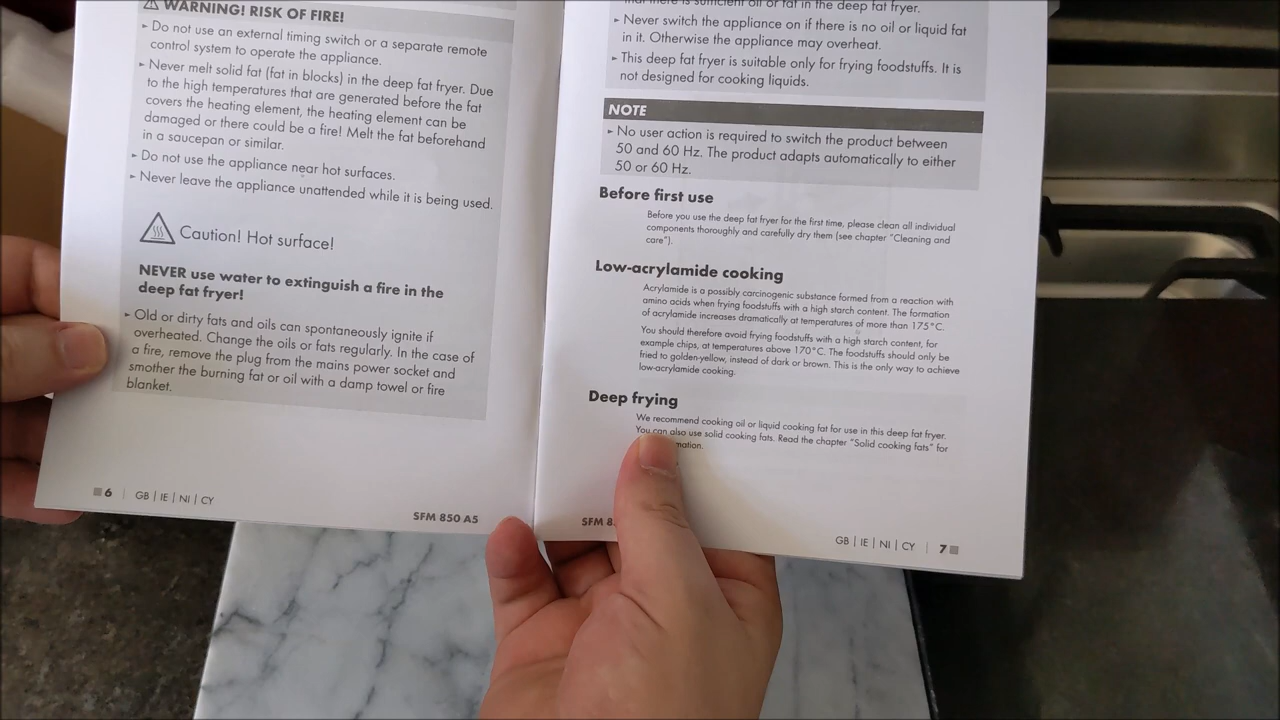 WARNING! RISK OF FIRE!
► Do not use an external timing switch or a separate remote
control system to operate the appliance.
► Never melt solid fat (fat in blocks) in the deep fat fryer. Due
to the high temperatures that are generated before the fat
covers the heating element, the heating element can be
damaged or there could be a fire! Melt the fat beforehand
in a saucepan or similar.
► Do not use the appliance near hot surfaces.
► Never leave the appliance unattended while it is being used.
Caution! Hot surface!
NEVER use water to extinguish a fire in the
deep fat fryer!
► Old or dirty fats and oils can spontaneously ignite if
overheated. Change the oils or fats regularly. In the case of
a fire, remove the plug from the mains power socket and
smother the burning fat or oil with a damp towel or fire
blanket.
6 | GB | IE | NI | CY
SFM 850 A5
that there is sufficient oil or fat in the deep fat fryer.
► Never switch the appliance on if there is no oil or liquid fat
in it. Otherwise the appliance may overheat.
► This deep fat fryer is suitable only for frying foodstuffs. It is
not designed for cooking liquids.
NOTE
► No user action is required to switch the product between
50 and 60 Hz. The product adapts automatically to either
50 or 60 Hz.
Before first use
Before you use the deep fat fryer for the first time, please clean all individual
components thoroughly and carefully dry them (see chapter "Cleaning and
care").
Low-acrylamide cooking
Acrylamide is a possibly carcinogenic substance formed from a reaction with
amino acids when frying foodstuffs with a high starch content. The formation
of acrylamide increases dramatically at temperatures of more than 175°C.
You should therefore avoid frying foodstuffs with a high starch content, for
example chips, at temperatures above 170°C. The foodstuffs should only be
fried to golden-yellow, instead of dark or brown. This is the only way to achieve
low-acrylamide cooking.
Deep frying
We recommend cooking oil or liquid cooking fat for use in this deep fat fryer.
You can also use solid cooking fats. Read the chapter "Solid cooking fats" for
mation.
SFM 8
GB | IE | NI | CY | 7